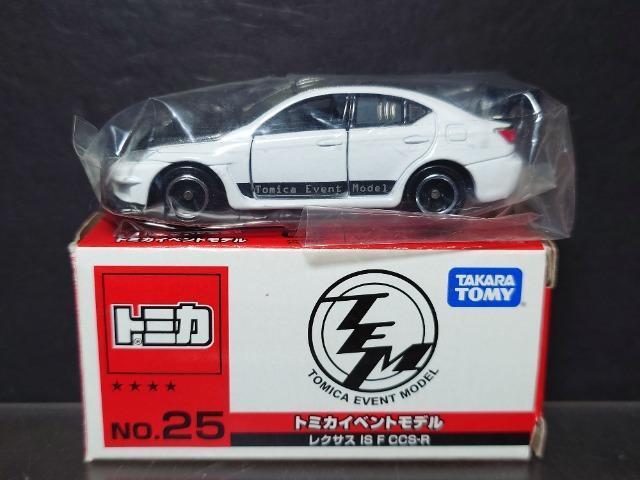 Tomica Event Model
トミカイベントモデル
トミカ
®
★★★★
NO.25
TEM
TOMICA EVENT MODEL
TAKARA
TOMY
トミカイベントモデル
レクサス IS F CCS-R